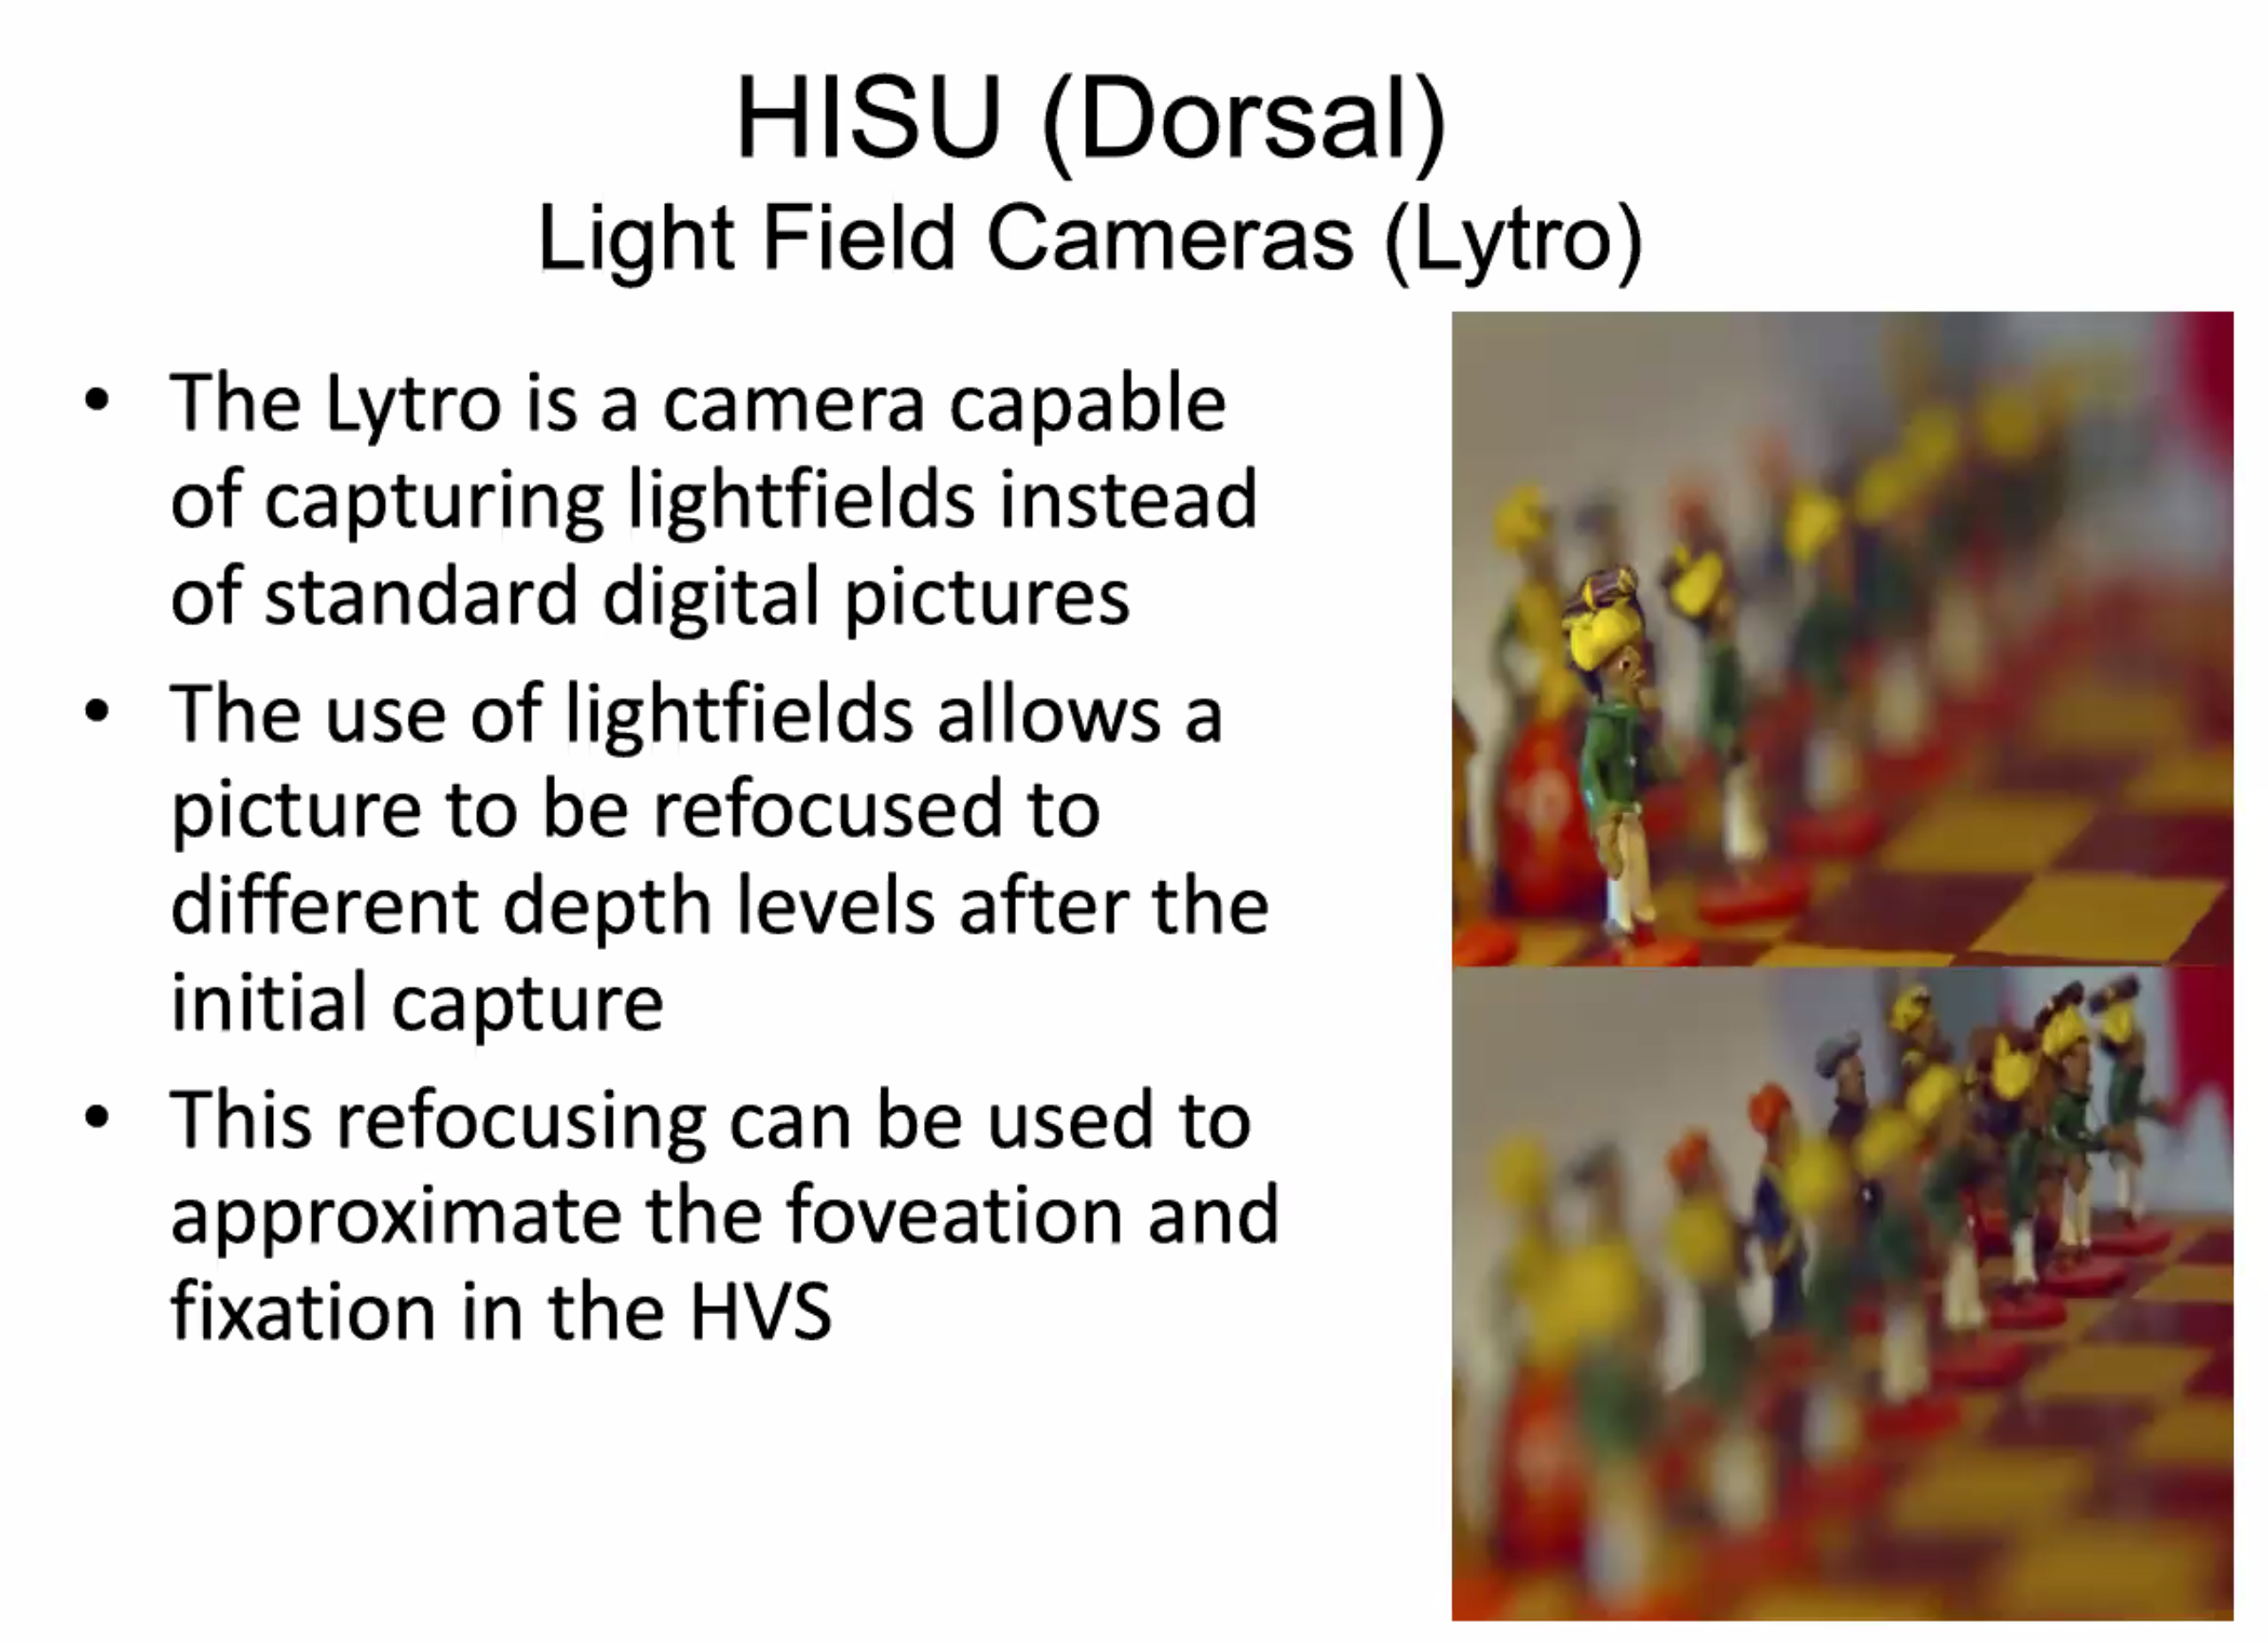 HISU (Dorsal)
Light Field Cameras (Lytro)
• The Lytro is a camera capable
of capturing lightfields instead
of standard digital pictures
• The use of lightfields allows a
picture to be refocused to
different depth levels after the
initial capture
• This refocusing can be used to
approximate the foveation and
fixation in the HVS